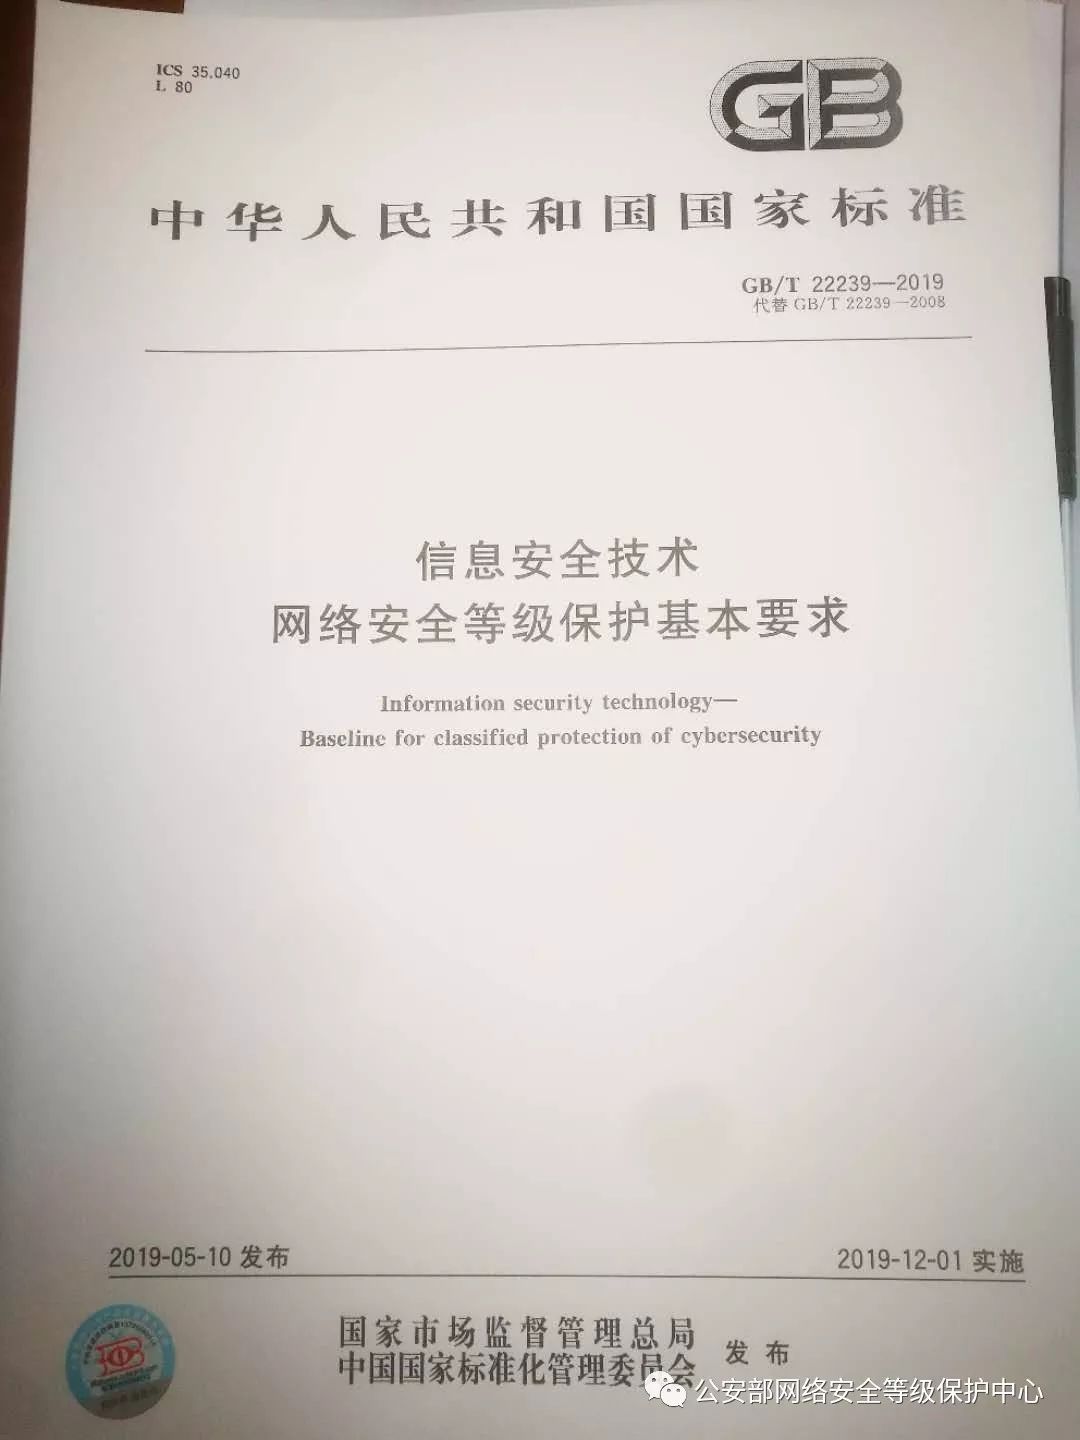 ICS 35.040
L 80
GB
中华人民共和国国家标准
GB/T 22239—2019
代替 GB/T 22239—2008
信息安全技术
网络安全等级保护基本要求
Information security technology—
Baseline for classified protection of cybersecurity
2019-05-10 发布
2019-12-01 实施
国家市场监督管理总局
中国国家标准化管理委员会
发布
公安部网络安全等级保护中心